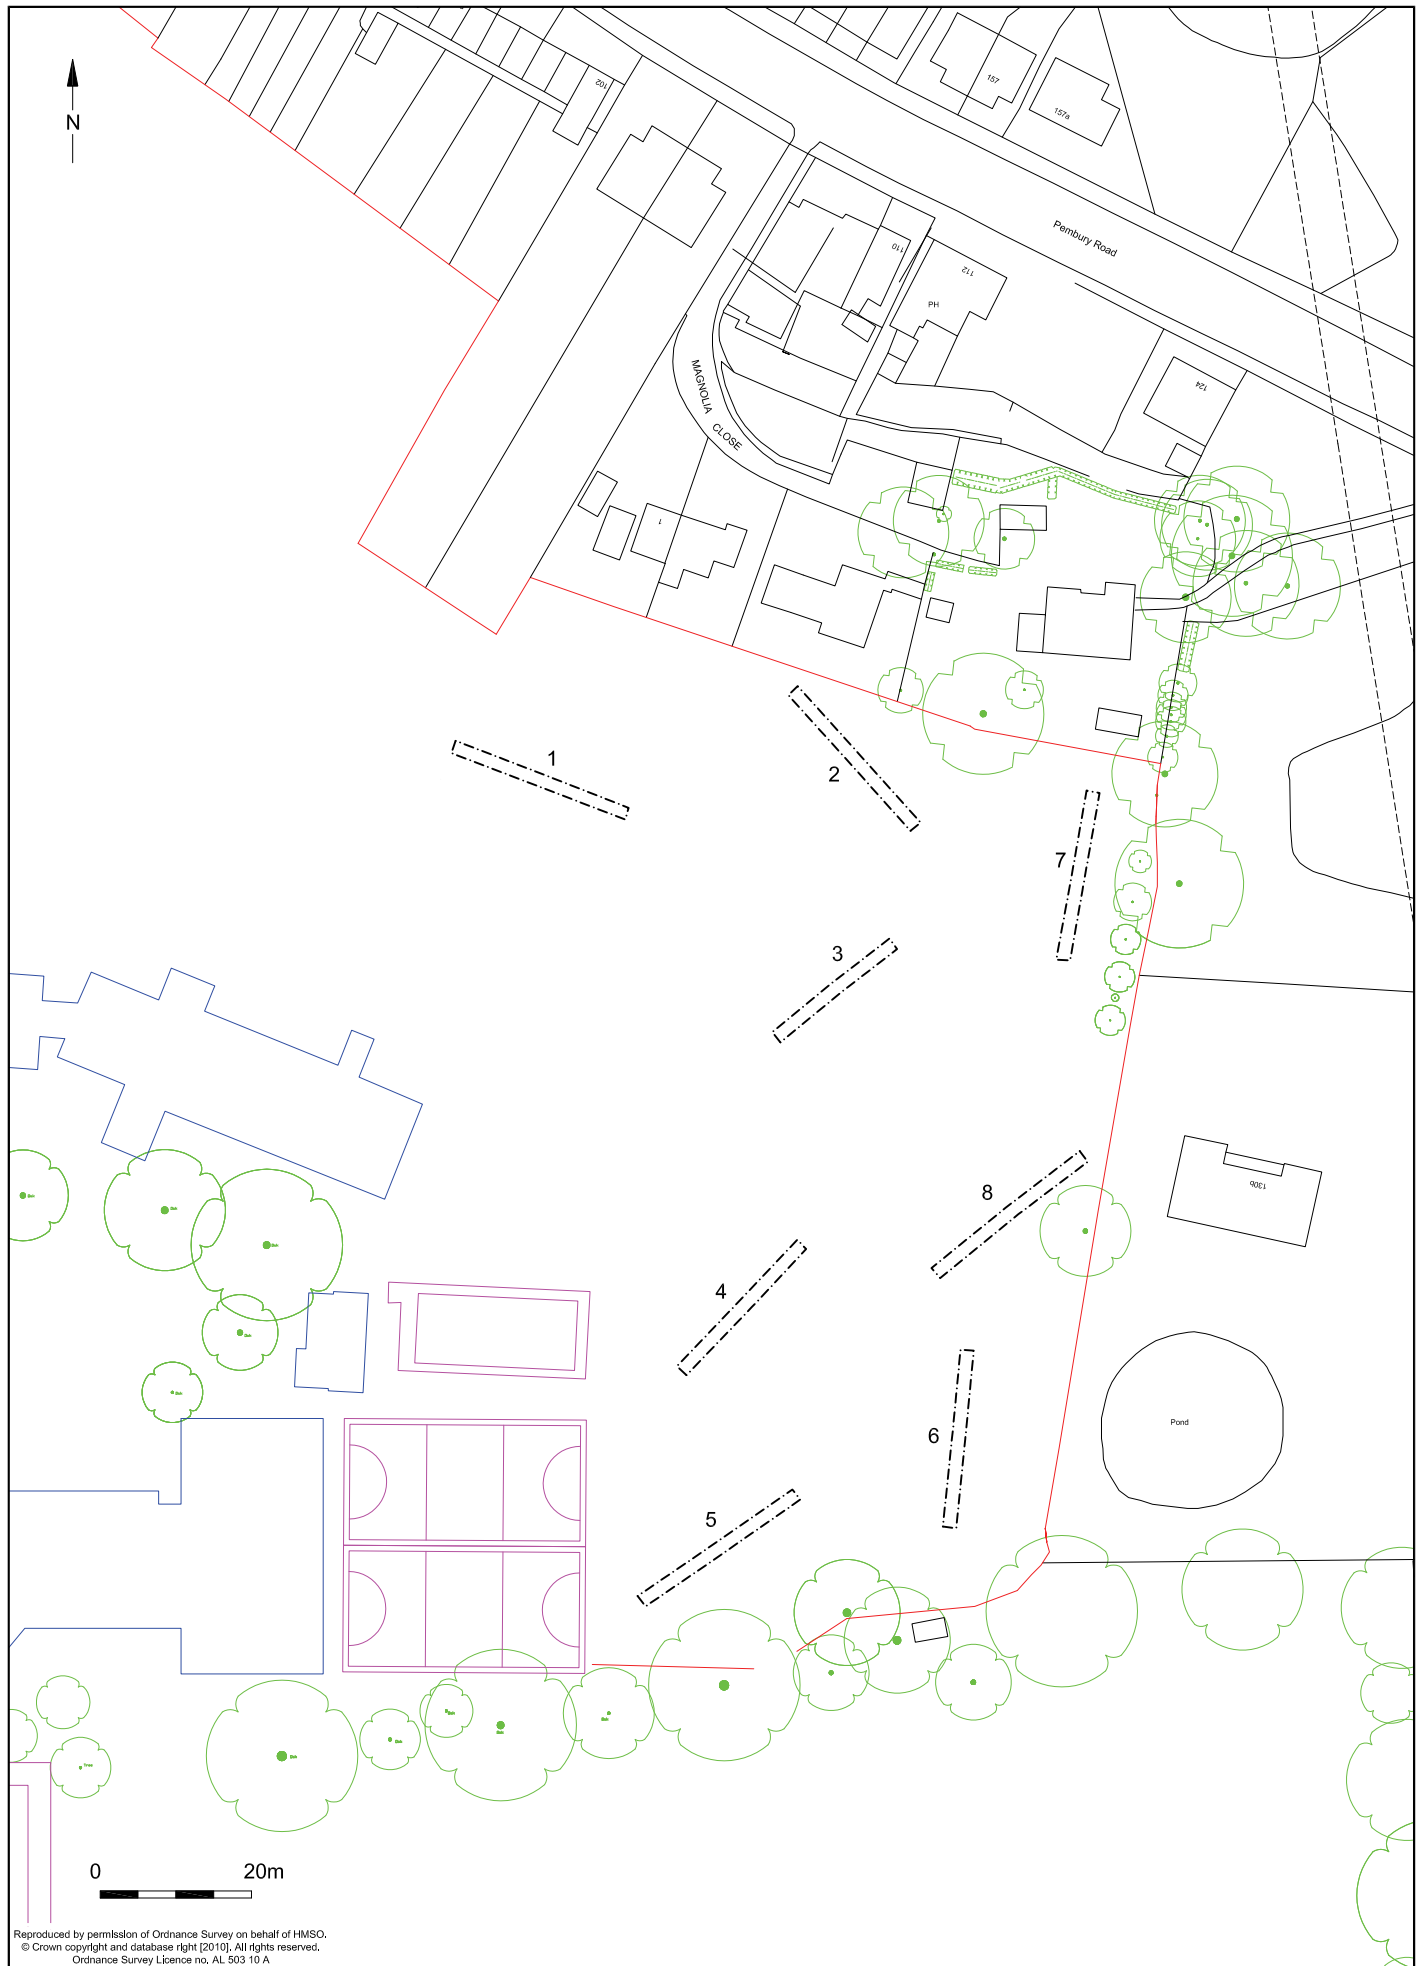 N
102
157
157a
Pembury Road
110
112
PH
124
MAGNOLIA CLOSE
1
1
2
7
3
8
130b
4
Pond
6
5
0 20m
Reproduced by permission of Ordnance Survey on behalf of HMSO.
© Crown copyright and database right [2010]. All rights reserved.
Ordnance Survey Licence no. AL 503 10 A